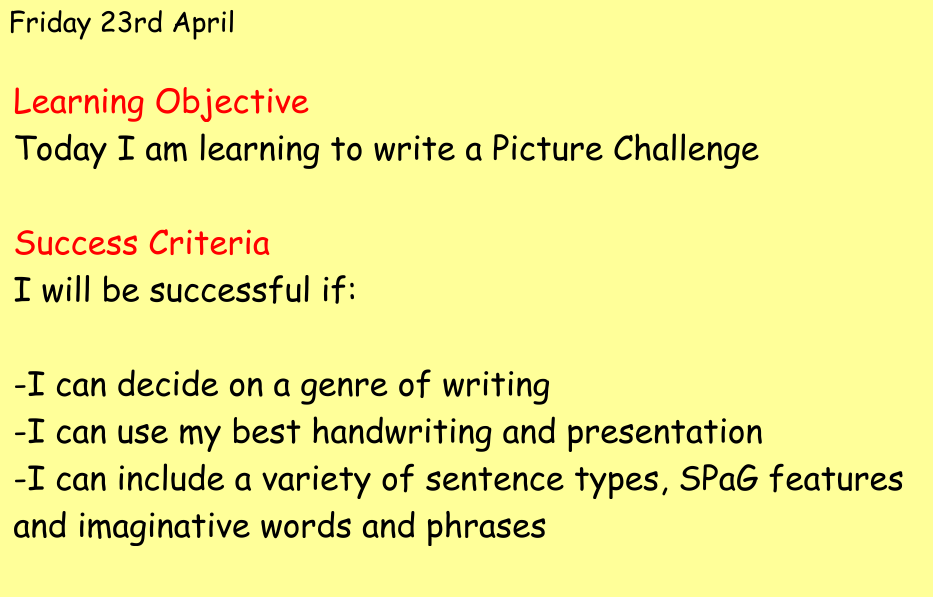 Friday 23rd April
Learning Objective
Today I am learning to write a Picture Challenge
Success Criteria
I will be successful if:
-I can decide on a genre of writing
-I can use my best handwriting and presentation
-I can include a variety of sentence types, SPaG features
and imaginative words and phrases